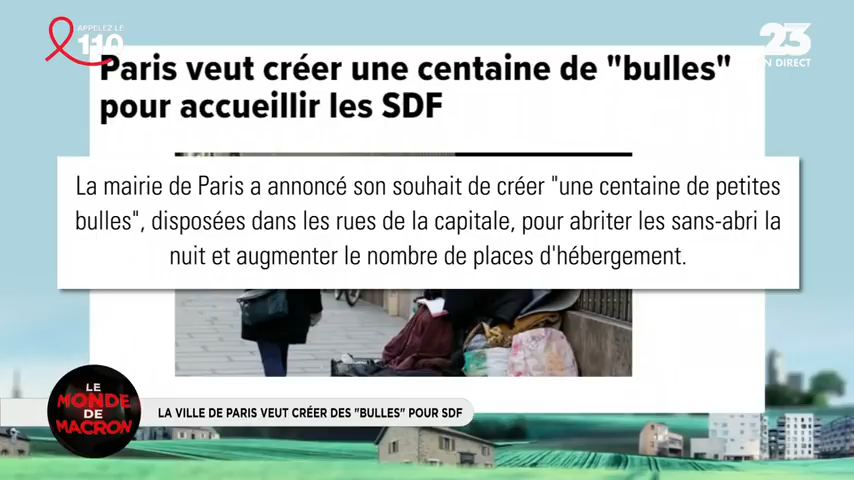 APPELEZ LE
110
23
N DIRECT
Paris veut créer une centaine de "bulles"
pour accueillir les SDF
La mairie de Paris a annoncé son souhait de créer "une centaine de petites
bulles", disposées dans les rues de la capitale, pour abriter les sans-abri la
nuit et augmenter le nombre de places d'hébergement.
LE
MONDE
DE
MACRON
LA VILLE DE PARIS VEUT CRÉER DES "BULLES" POUR SDF